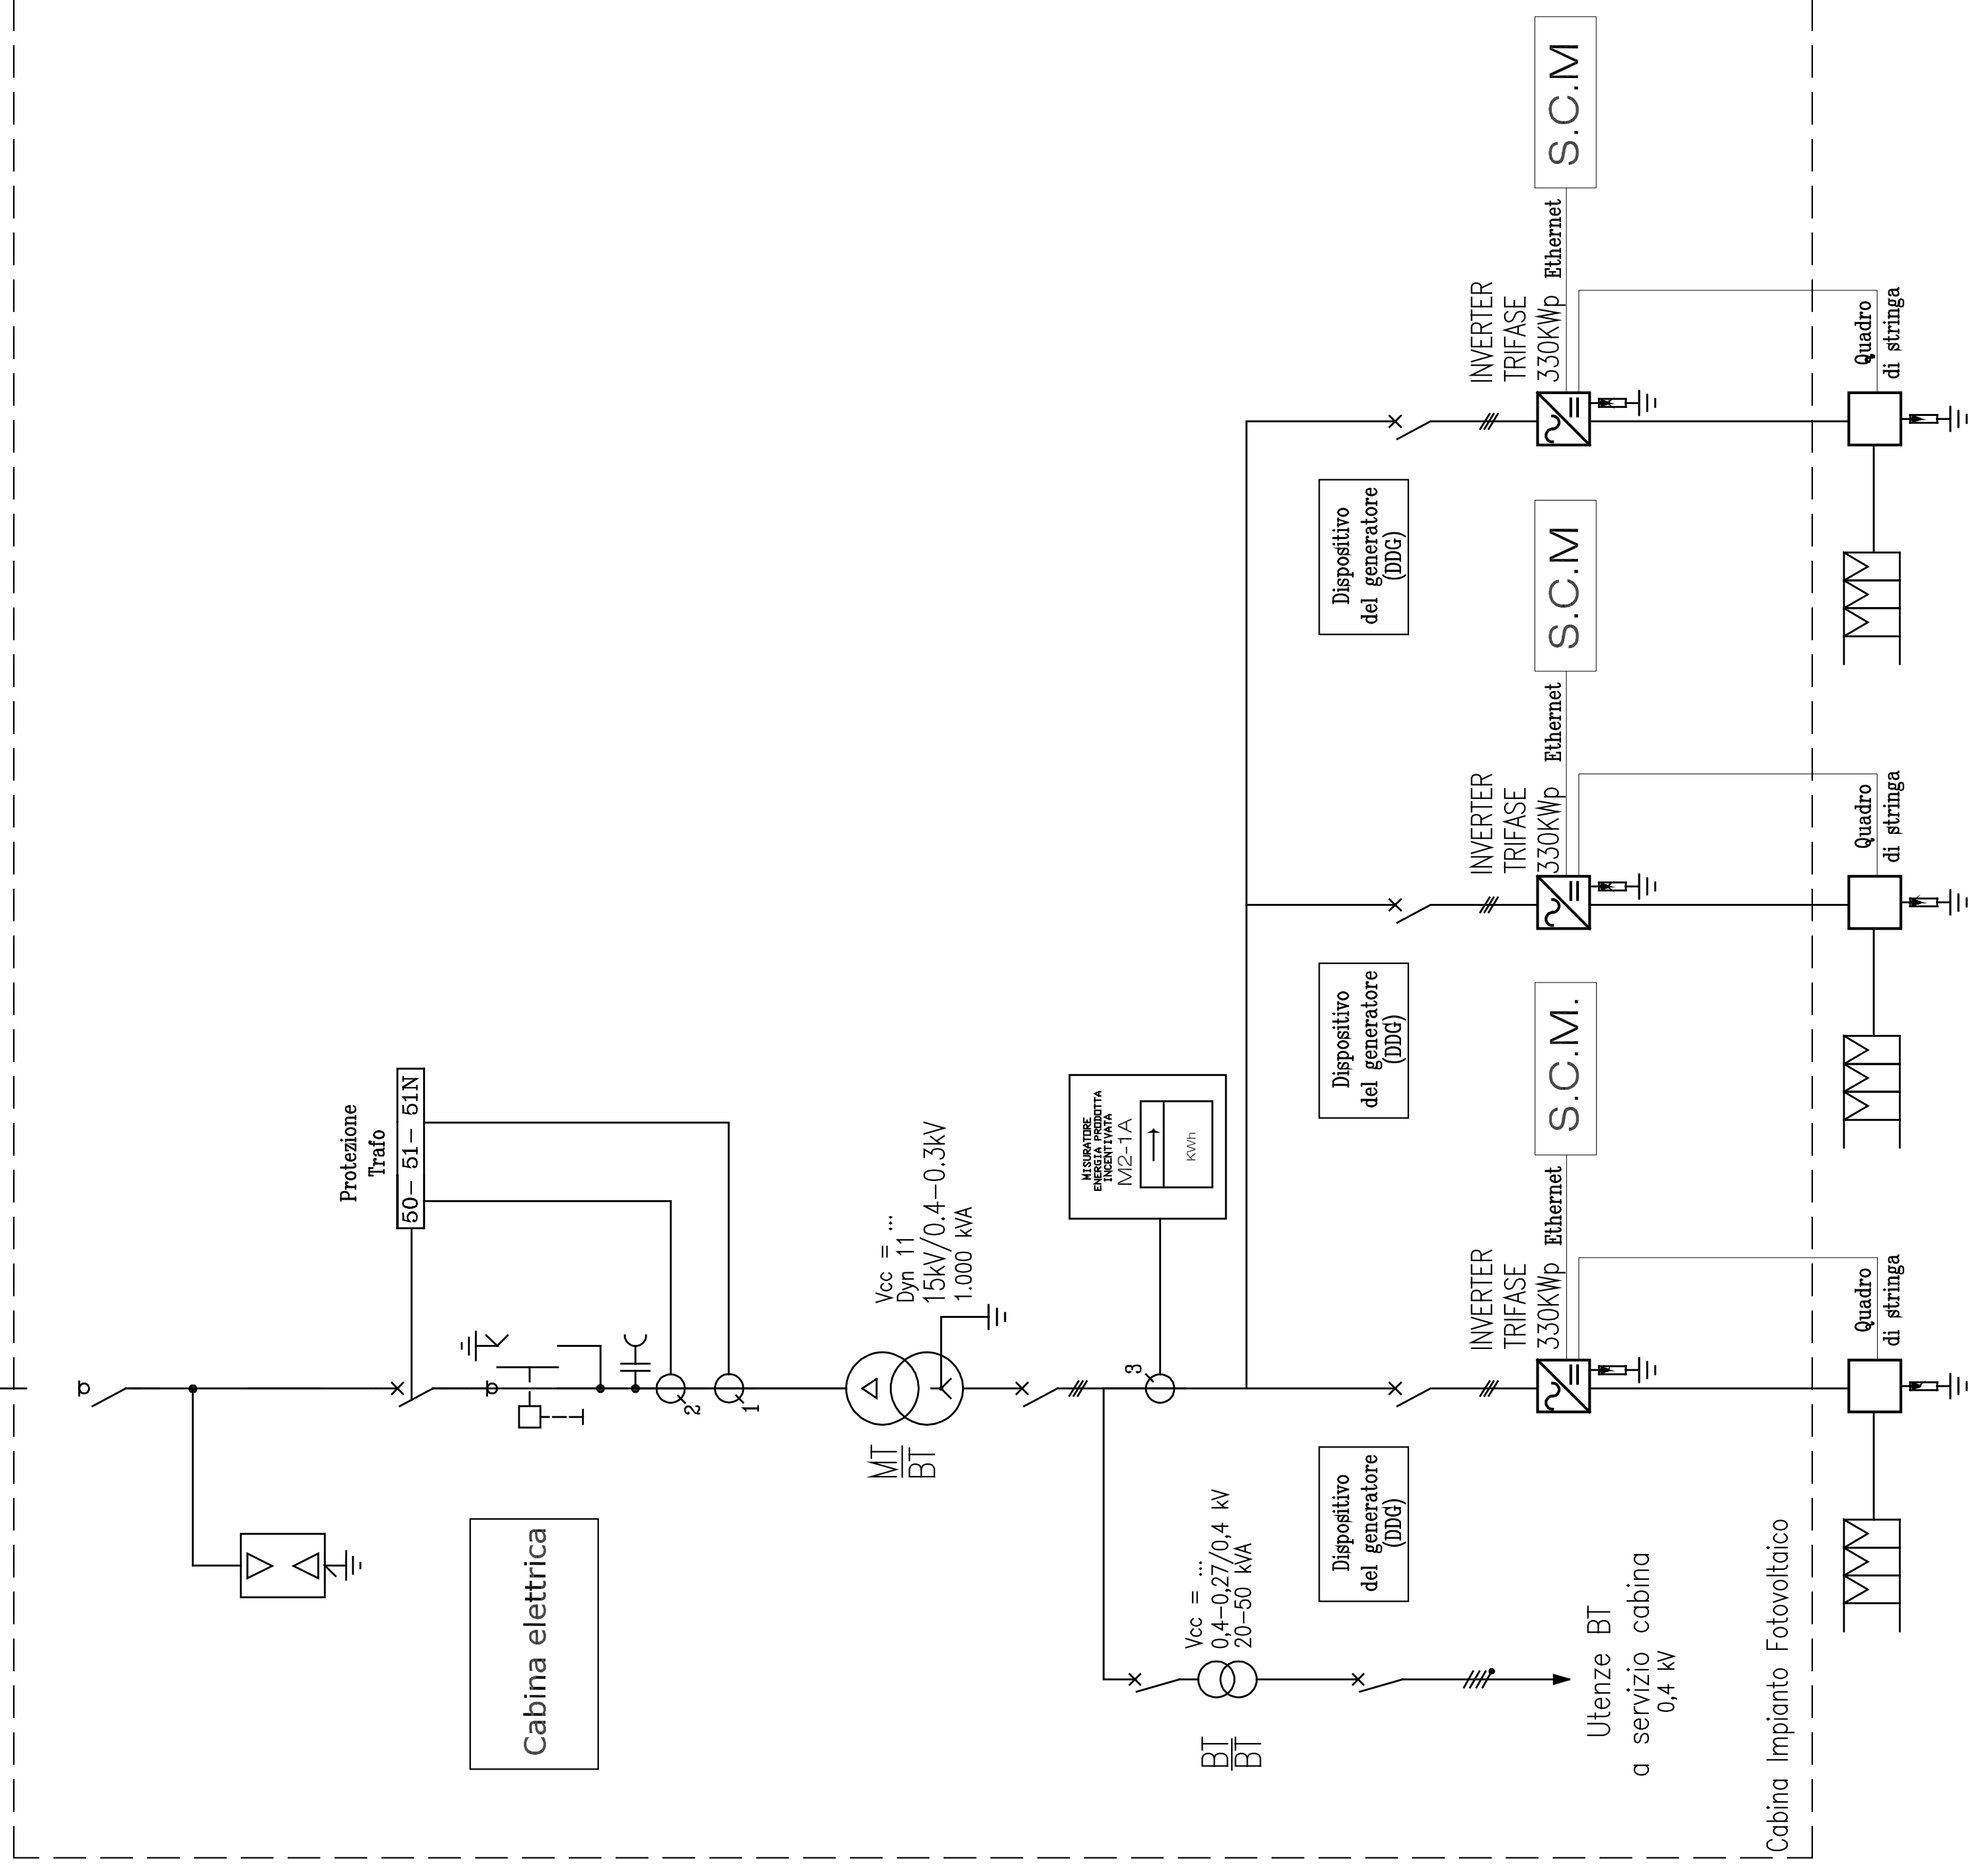 Protezione
Trafo
50- 51- 51N
2
1
Cabina elettrica
MT
BT
Vcc = ...
Dyn 11
15kV/0.4-0.3kV
1.000 kVA
MISURATORE
ENERGIA PRODOTTA
INCENTIVATA
M2-1A
KWh
3
BT
BT
Vcc = ...
0,4-0,27/0,4 kV
20-50 kVA
Utenze BT
a servizio cabina
0,4 kV
Dispositivo
del generatore
(DDG)
INVERTER
TRIFASE
330KWp
Ethernet
S.C.M.
Quadro
di stringa
Dispositivo
del generatore
(DDG)
INVERTER
TRIFASE
330KWp
Ethernet
S.C.M
Quadro
di stringa
Dispositivo
del generatore
(DDG)
INVERTER
TRIFASE
330KWp
Ethernet
S.C.M
Quadro
di stringa
Cabina Impianto Fotovoltaico